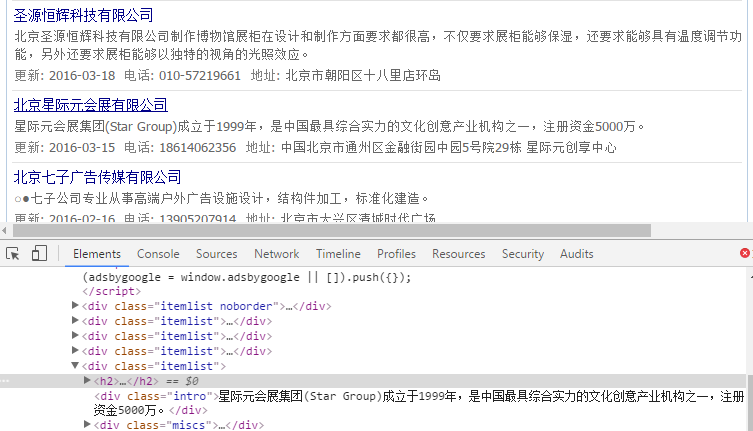 圣源恒辉科技有限公司
北京圣源恒辉科技有限公司制作博物馆展柜在设计和制作方面要求都很高，不仅要求展柜能够保湿，还要求能够具有温度调节功
能，另外还要求展柜能够以独特的视角的光照效应。
更新: 2016-03-18 电话: 010-57219661 地址: 北京市朝阳区十八里店环岛
北京星际元会展有限公司
星际元会展集团(Star Group)成立于1999年，是中国最具综合实力的文化创意产业机构之一，注册资金5000万。
更新: 2016-03-15 电话: 18614062356 地址: 中国北京市通州区金融街园中园5号院29栋 星际元创享中心
北京七子广告传媒有限公司
○●七子公司专业从事高端户外广告设施设计，结构件加工，标准化建造。
更新: 2016-02-16 电话: 13905207914 地址: 北京市大兴区清城时代广场
Elements Console Sources Network Timeline Profiles Resources Security Audits
(adsbygoogle = window.adsbygoogle || []).push({});
</script>
▶<div class="itemlist noborder">…</div>
▶<div class="itemlist">…</div>
▶<div class="itemlist">…</div>
▶<div class="itemlist">…</div>
▼<div class="itemlist">
▶<h2>…</h2> == $0
<div class="intro">星际元会展集团(Star Group)成立于1999年，是中国最具综合实力的文化创意产业机构之一，注册
资金5000万。</div>
▶<div class="miscs">…</div>